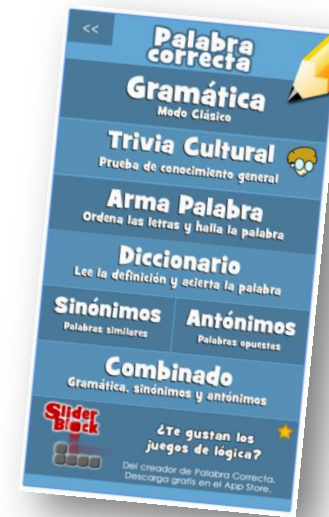 <<
Palabra
correcta
Gramática
Modo Clásico
Trivia Cultural
Prueba de conocimiento general
Arma Palabra
Ordena las letras y halla la palabra
Diccionario
Lee la definición y acierta la palabra
Sinónimos
Palabras similares
Antónimos
Palabras opuestas
Combinado
Gramática, sinónimos y antónimos
Slider
Block
¿Te gustan los
juegos de lógica?
Del creador de Palabra Correcta.
Descarga gratis en el App Store.